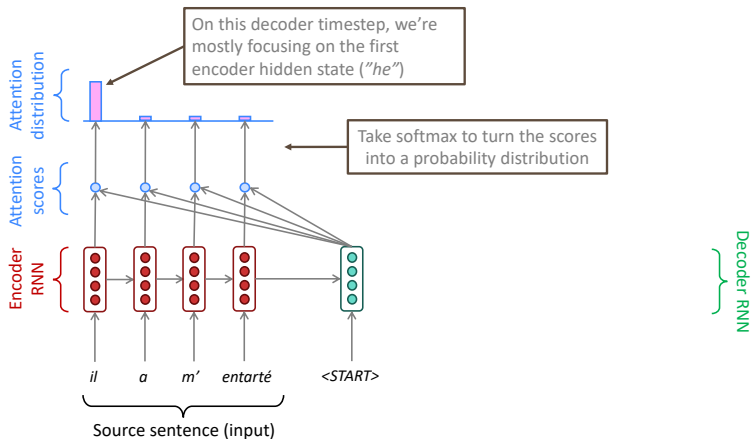 On this decoder timestep, we're
mostly focusing on the first
encoder hidden state (”he”)
Attention
distribution
Take softmax to turn the scores
into a probability distribution
Attention
scores
Encoder
RNN
Decoder RNN
il a m’ entarté <START>
Source sentence (input)